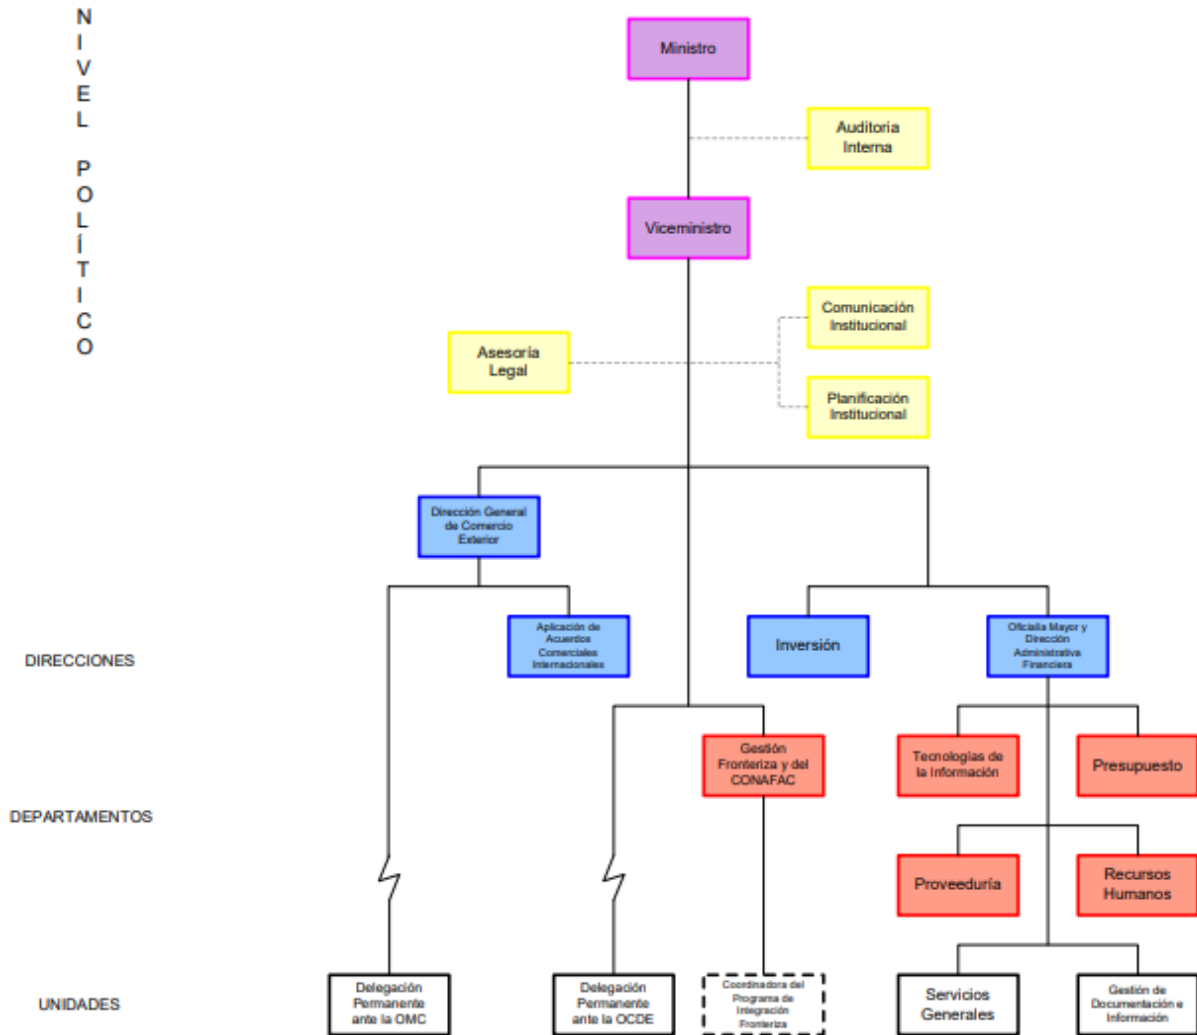 NIVEL POLÍTICO
Ministro
Auditoria
Interna
Viceministro
Comunicación
Institucional
Asesoría
Legal
Planificación
Institucional
Dirección General
de Comercio
Exterior
DIRECCIONES
Aplicación de
Acuerdos
Comerciales
Internacionales
Inversión
Oficialía Mayor y
Dirección
Administrativa
Financiera
DEPARTAMENTOS
Gestión
Fronteriza y del
CONAFAC
Tecnologías de
la Información
Presupuesto
Proveeduría
Recursos
Humanos
UNIDADES
Delegación
Permanente
ante la OMC
Delegación
Permanente
ante la OCDE
Coordinadora del
Programa de
Integración
Fronteriza
Servicios
Generales
Gestión de
Documentación e
Información